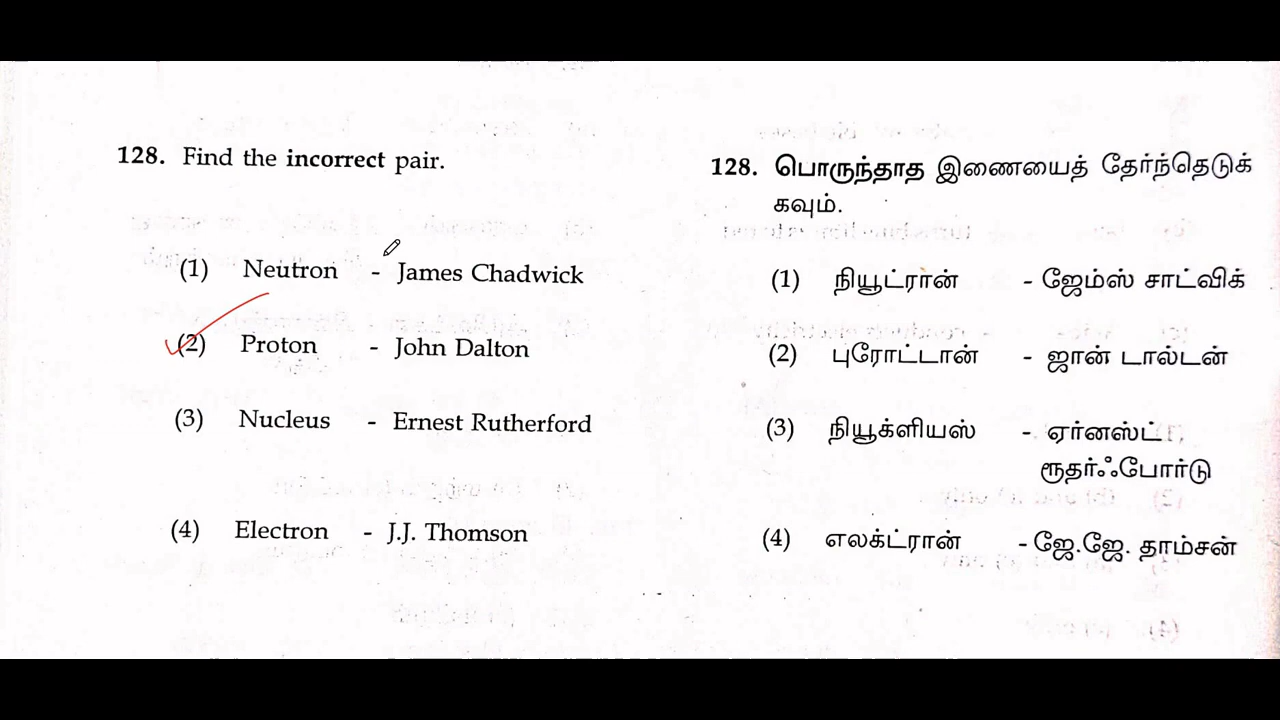 128. Find the incorrect pair.
(1) Neutron - James Chadwick
(2) Proton - John Dalton
(3) Nucleus - Ernest Rutherford
(4) Electron - J.J. Thomson
128. பொருந்தாத இணையைத் தேர்ந்தெடுக்
கவும்.
(1) நியூட்ரான் - ஜேம்ஸ் சாட்விக்
(2) புரோட்டான் - ஜான் டால்டன்
(3) நியூக்ளியஸ் - ஏர்னஸ்ட்
ரூதர்ஃபோர்டு
(4) எலக்ட்ரான் - ஜே.ஜே. தாம்சன்